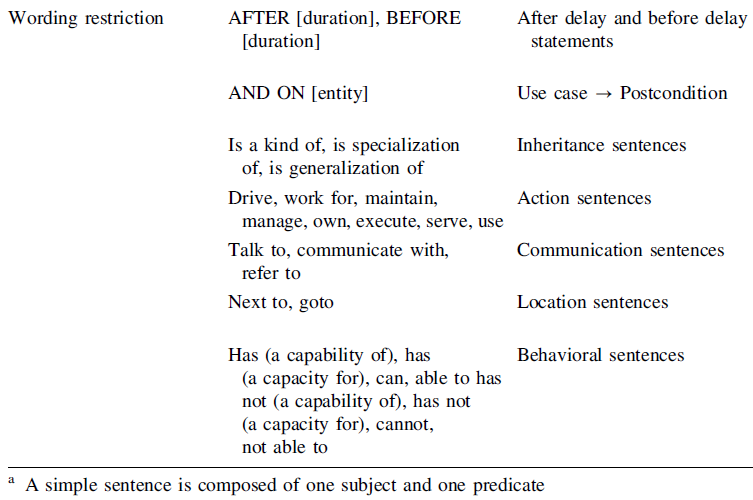 Wording restriction AFTER [duration], BEFORE After delay and before delay
[duration] statements
AND ON [entity] Use case → Postcondition
Is a kind of, is specialization Inheritance sentences
of, is generalization of
Drive, work for, maintain, Action sentences
manage, own, execute, serve, use
Talk to, communicate with, Communication sentences
refer to
Next to, goto Location sentences
Has (a capability of), has Behavioral sentences
(a capacity for), can, able to has
not (a capability of), has not
(a capacity for), cannot,
not able to
a A simple sentence is composed of one subject and one predicate